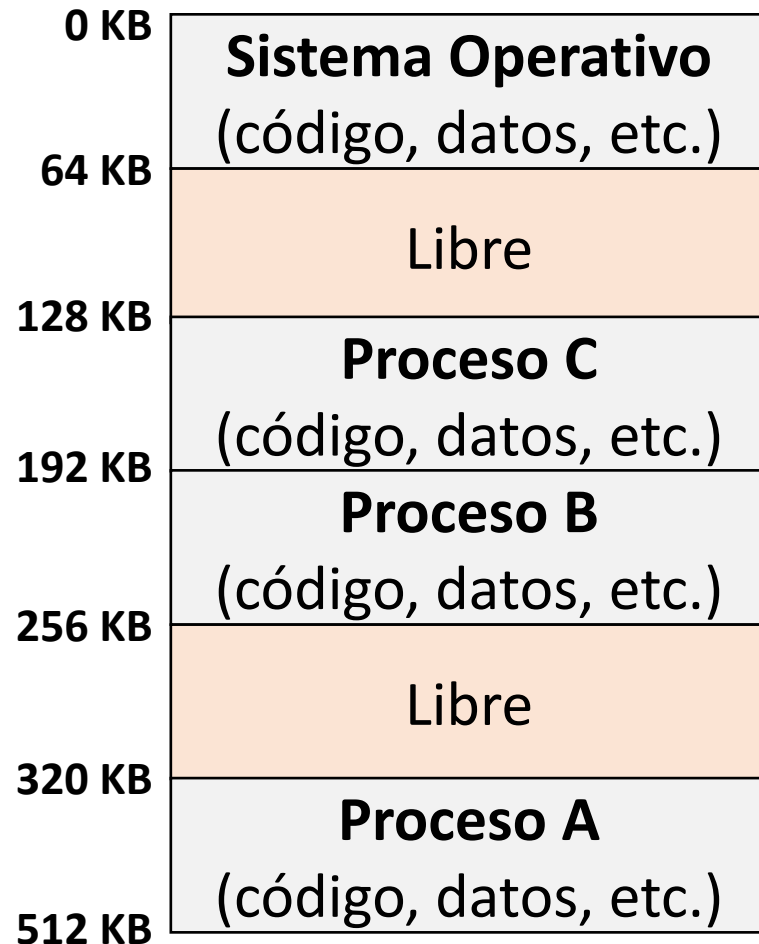 0 KB
Sistema Operativo
(código, datos, etc.)
64 KB
Libre
128 KB
Proceso C
(código, datos, etc.)
192 KB
Proceso B
(código, datos, etc.)
256 KB
Libre
320 KB
Proceso A
(código, datos, etc.)
512 KB